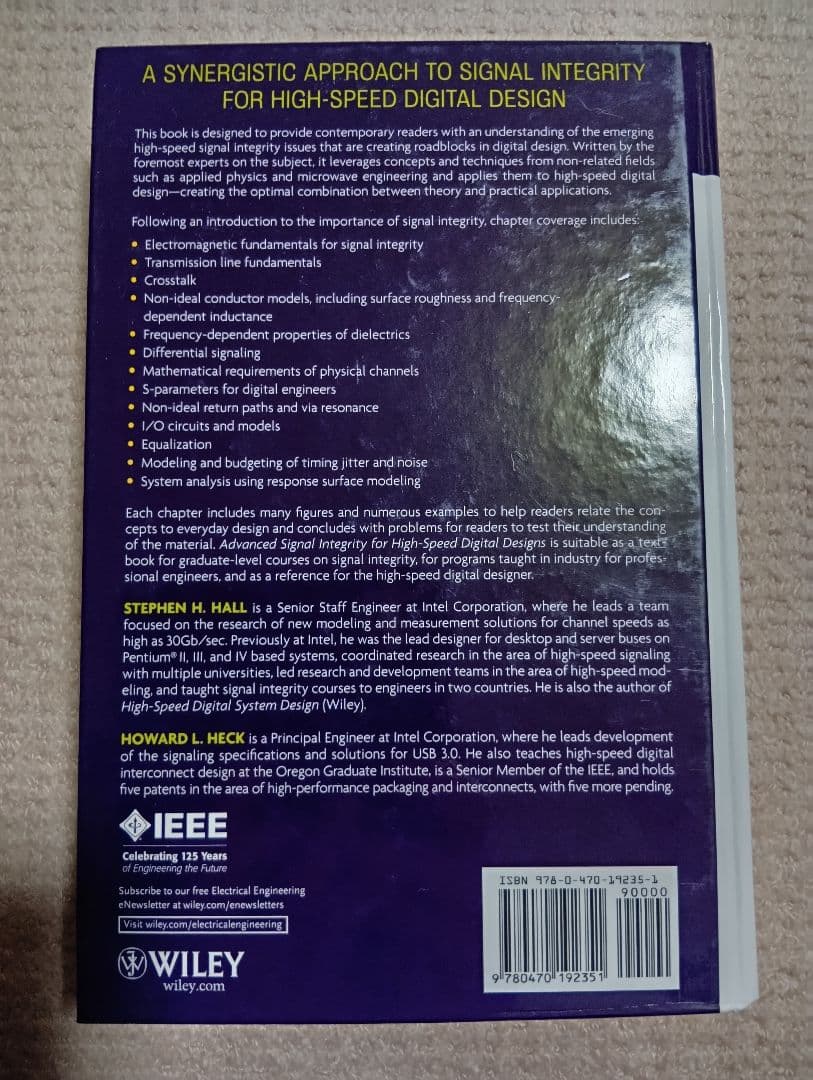 A SYNERGISTIC APPROACH TO SIGNAL INTEGRITY
FOR HIGH-SPEED DIGITAL DESIGN
This book is designed to provide contemporary readers with an understanding of the emerging
high-speed signal integrity issues that are creating roadblocks in digital design. Written by the
foremost experts on the subject, it leverages concepts and techniques from non-related fields
such as applied physics and microwave engineering and applies them to high-speed digital
design—creating the optimal combination between theory and practical applications.
Following an introduction to the importance of signal integrity, chapter coverage includes:
• Electromagnetic fundamentals for signal integrity
• Transmission line fundamentals
• Crosstalk
• Non-ideal conductor models, including surface roughness and frequency-
dependent inductance
• Frequency-dependent properties of dielectrics
• Differential signaling
• Mathematical requirements of physical channels
• S-parameters for digital engineers
• Non-ideal return paths and via resonance
• I/O circuits and models
• Equalization
• Modeling and budgeting of timing jitter and noise
• System analysis using response surface modeling
Each chapter includes many figures and numerous examples to help readers relate the con-
cepts to everyday design and concludes with problems for readers to test their understanding
of the material. Advanced Signal Integrity for High-Speed Digital Designs is suitable as a text-
book for graduate-level courses on signal integrity, for programs taught in industry for profes-
sional engineers, and as a reference for the high-speed digital designer.
STEPHEN H. HALL is a Senior Staff Engineer at Intel Corporation, where he leads a team
focused on the research of new modeling and measurement solutions for channel speeds as
high as 30Gb/sec. Previously at Intel, he was the lead designer for desktop and server buses on
Pentium® II, III, and IV based systems, coordinated research in the area of high-speed signaling
with multiple universities, led research and development teams in the area of high-speed mod-
eling, and taught signal integrity courses to engineers in two countries. He is also the author of
High-Speed Digital System Design (Wiley).
HOWARD L. HECK is a Principal Engineer at Intel Corporation, where he leads development
of the signaling specifications and solutions for USB 3.0. He also teaches high-speed digital
interconnect design at the Oregon Graduate Institute, is a Senior Member of the IEEE, and holds
five patents in the area of high-performance packaging and interconnects, with five more pending.
IEEE
Celebrating 125 Years
of Engineering the Future
Subscribe to our free Electrical Engineering
eNewsletter at wiley.com/enewsletters
Visit wiley.com/electricalengineering
WILEY
wiley.com
ISBN 978-0-470-19235-1
90000
9 780470 192351